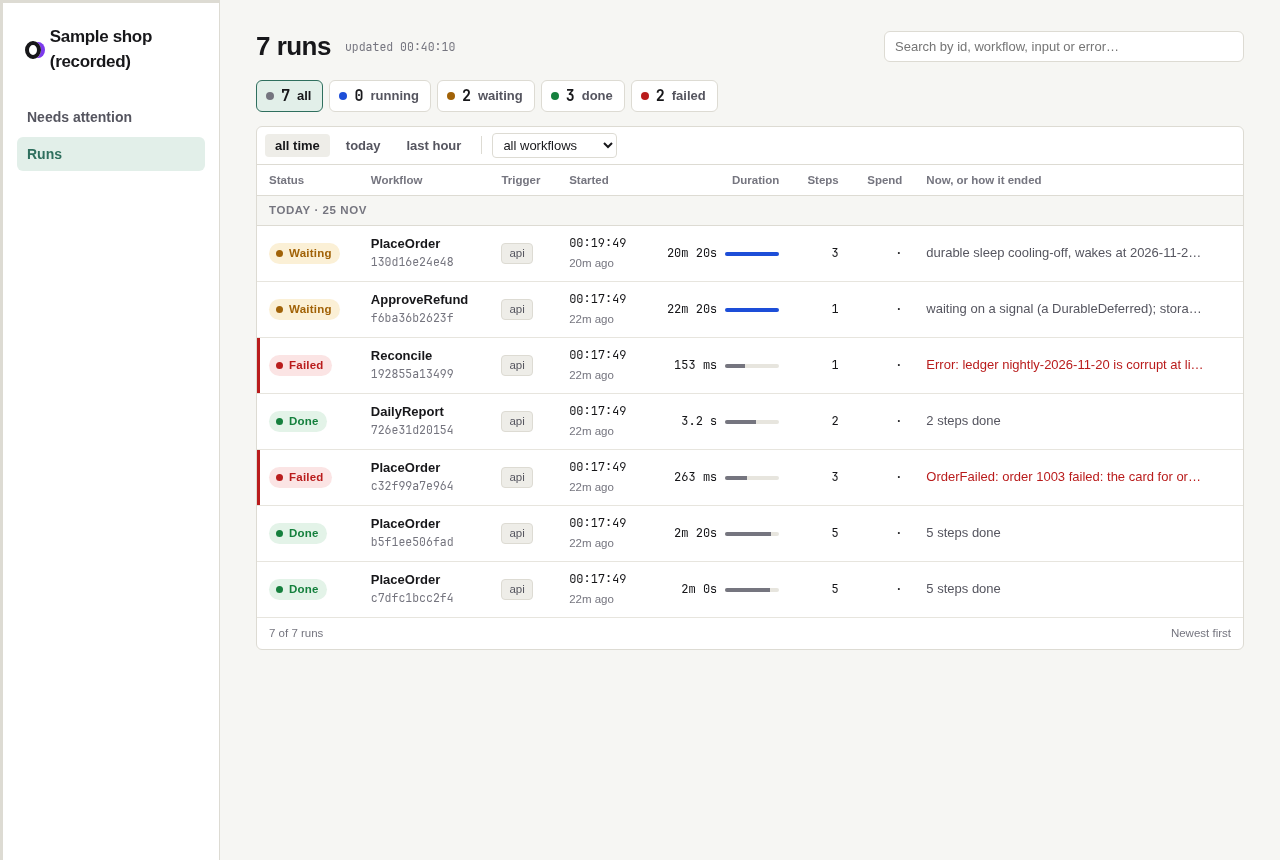 Sample shop
(recorded)
Needs attention
Runs
7 runs
updated 00:40:10
Search by id, workflow, input or error…
7 all
0 running
2 waiting
3 done
2 failed
all time
today
last hour
all workflows
Status Workflow Trigger Started Duration Steps Spend Now, or how it ended
TODAY · 25 NOV
Waiting PlaceOrder 130d16e24e48 api 00:19:49 20m ago 20m 20s 3 · durable sleep cooling-off, wakes at 2026-11-2…
Waiting ApproveRefund f6ba36b2623f api 00:17:49 22m ago 22m 20s 1 · waiting on a signal (a DurableDeferred); stora…
Failed Reconcile 192855a13499 api 00:17:49 22m ago 153 ms 1 · Error: ledger nightly-2026-11-20 is corrupt at li…
Done DailyReport 726e31d20154 api 00:17:49 22m ago 3.2 s 2 · 2 steps done
Failed PlaceOrder c32f99a7e964 api 00:17:49 22m ago 263 ms 3 · OrderFailed: order 1003 failed: the card for or…
Done PlaceOrder b5f1ee506fad api 00:17:49 22m ago 2m 20s 5 · 5 steps done
Done PlaceOrder c7dfc1bcc2f4 api 00:17:49 22m ago 2m 0s 5 · 5 steps done
7 of 7 runs
Newest first